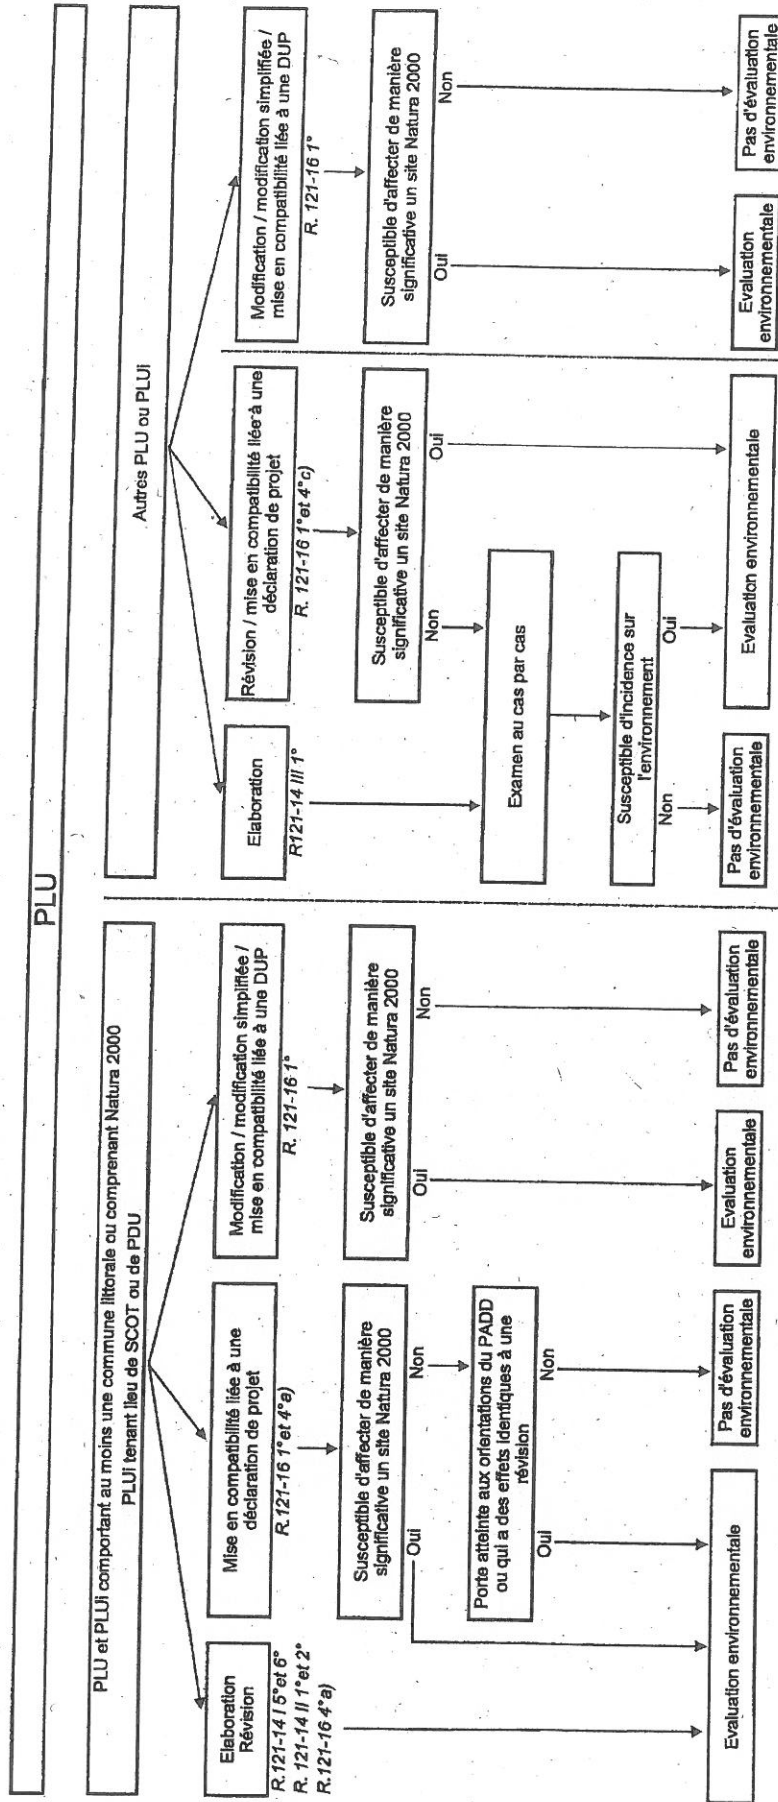 PLU
PLU et PLUi comportant au moins une commune littorale ou comprenant Natura 2000
PLUi tenant lieu de SCOT ou de PDU
Elaboration
Révision
R.121-14 I 5°et 6°
R. 121-14 II 1°et 2°
R.121-16 4°a)
Mise en compatibilité liée à une
déclaration de projet
R.121-16 1°et 4°a)
Susceptible d'affecter de manière
significative un site Natura 2000
Oui
Non
Porte atteinte aux orientations du PADD
ou qui a des effets identiques à une
révision
Oui
Non
Evaluation environnementale
Pas d'évaluation
environnementale
Modification / modification simplifiée /
mise en compatibilité liée à une DUP
R. 121-16 1°
Susceptible d'affecter de manière
significative un site Natura 2000
Oui
Non
Evaluation
environnementale
Pas d'évaluation
environnementale
Autres PLU ou PLUi
Elaboration
R121-14 III 1°
Révision / mise en compatibilité liée à une
déclaration de projet
R. 121-16 1°et 4°c)
Susceptible d'affecter de manière
significative un site Natura 2000
Non
Oui
Examen au cas par cas
Susceptible d'incidence sur
l'environnement
Non
Oui
Pas d'évaluation
environnementale
Evaluation environnementale
Modification / modification simplifiée /
mise en compatibilité liée à une DUP
R. 121-16 1°
Susceptible d'affecter de manière
significative un site Natura 2000
Oui
Non
Evaluation
environnementale
Pas d'évaluation
environnementale